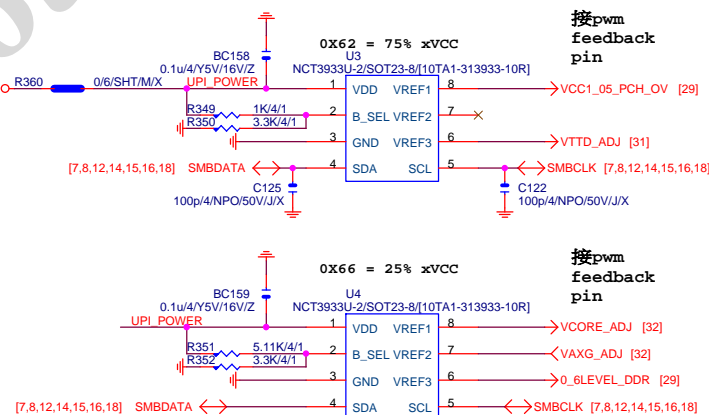 接pwm
feedback
pin
0X62 = 75% xVCC
BC158
0.1u/4/Y5V/16V/Z
U3
NCT3933U-2/SOT23-8/[10TA1-313933-10R]
R360
0/6/SHT/M/X
UPI_POWER
1 VDD VREF1 8
VCC1_05_PCH_OV [29]
R349 1K/4/1
2 B_SEL VREF2 7
R350 3.3K/4/1
3 GND VREF3 6
VTTD_ADJ [31]
[7,8,12,14,15,16,18] SMBDATA
4 SDA SCL 5
SMBCLK [7,8,12,14,15,16,18]
C125
100p/4/NPO/50V/J/X
C122
100p/4/NPO/50V/J/X
接pwm
feedback
pin
0X66 = 25% xVCC
BC159
0.1u/4/Y5V/16V/Z
U4
NCT3933U-2/SOT23-8/[10TA1-313933-10R]
UPI_POWER
1 VDD VREF1 8
VCORE_ADJ [32]
R351 5.11K/4/1
2 B_SEL VREF2 7
VAXG_ADJ [32]
R352 3.3K/4/1
3 GND VREF3 6
0_6LEVEL_DDR [29]
[7,8,12,14,15,16,18] SMBDATA
4 SDA SCL 5
SMBCLK [7,8,12,14,15,16,18]